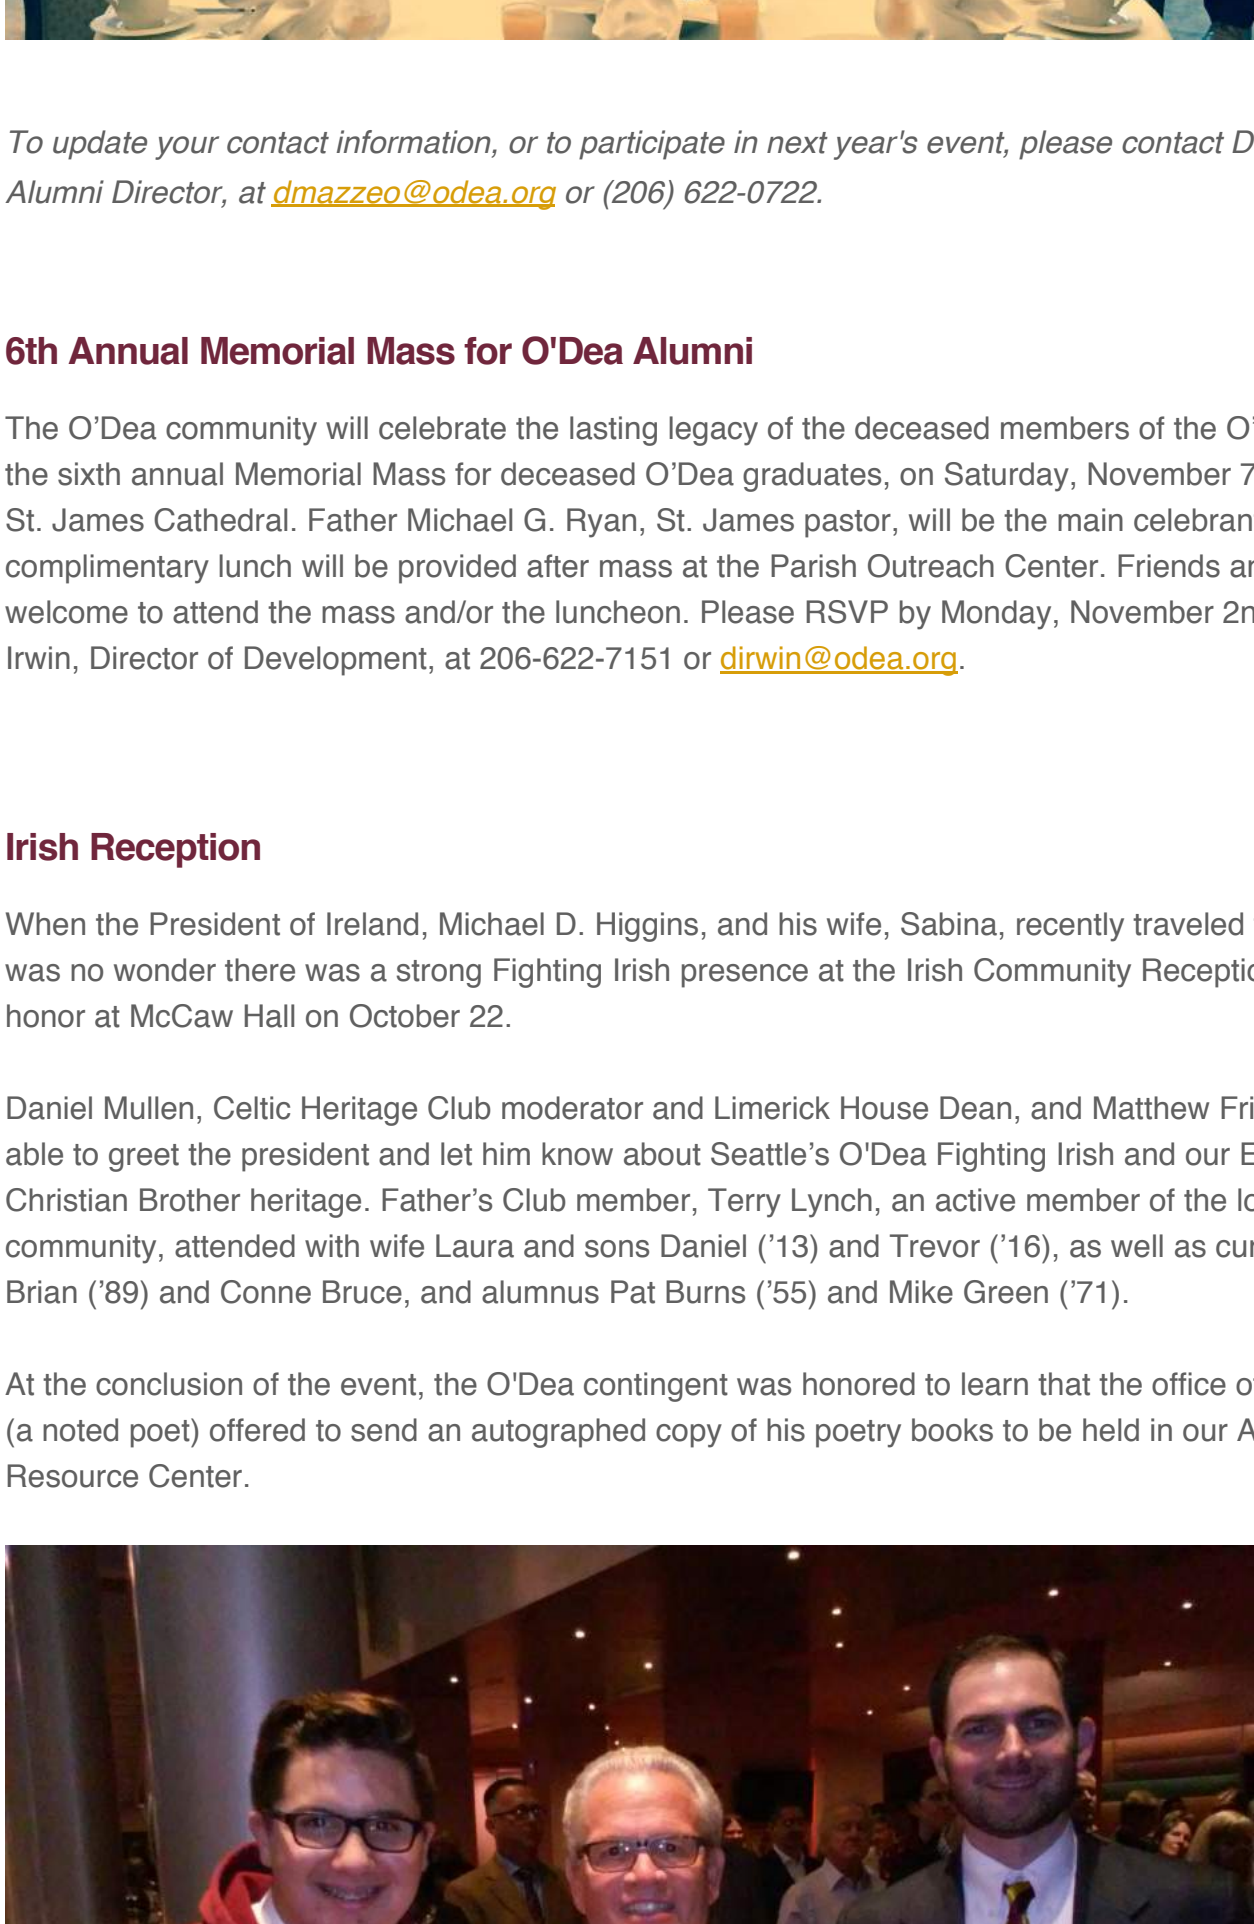 To update your contact information, or to participate in next year's event, please contact D
Alumni Director, at dmazzeo@odea.org or (206) 622-0722.
6th Annual Memorial Mass for O'Dea Alumni
The O’Dea community will celebrate the lasting legacy of the deceased members of the O’
the sixth annual Memorial Mass for deceased O’Dea graduates, on Saturday, November 7
St. James Cathedral. Father Michael G. Ryan, St. James pastor, will be the main celebran
complimentary lunch will be provided after mass at the Parish Outreach Center. Friends a
welcome to attend the mass and/or the luncheon. Please RSVP by Monday, November 2n
Irwin, Director of Development, at 206-622-7151 or dirwin@odea.org.
Irish Reception
When the President of Ireland, Michael D. Higgins, and his wife, Sabina, recently traveled
was no wonder there was a strong Fighting Irish presence at the Irish Community Receptio
honor at McCaw Hall on October 22.
Daniel Mullen, Celtic Heritage Club moderator and Limerick House Dean, and Matthew Fri
able to greet the president and let him know about Seattle’s O'Dea Fighting Irish and our E
Christian Brother heritage. Father’s Club member, Terry Lynch, an active member of the lo
community, attended with wife Laura and sons Daniel (’13) and Trevor (’16), as well as cur
Brian (’89) and Conne Bruce, and alumnus Pat Burns (’55) and Mike Green (’71).
At the conclusion of the event, the O'Dea contingent was honored to learn that the office o
(a noted poet) offered to send an autographed copy of his poetry books to be held in our A
Resource Center.